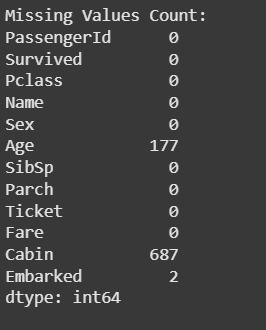 Missing Values Count:
PassengerId 0
Survived 0
Pclass 0
Name 0
Sex 0
Age 177
SibSp 0
Parch 0
Ticket 0
Fare 0
Cabin 687
Embarked 2
dtype: int64